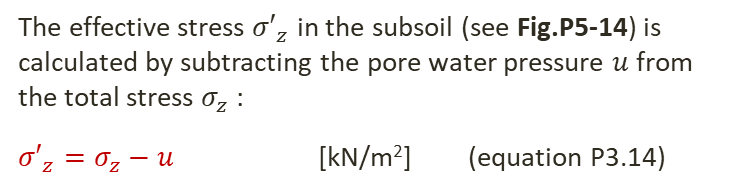 The effective stress σ'z in the subsoil (see Fig.P5-14) is
calculated by subtracting the pore water pressure u from
the total stress σz :
σ'z = σz − u [kN/m²] (equation P3.14)